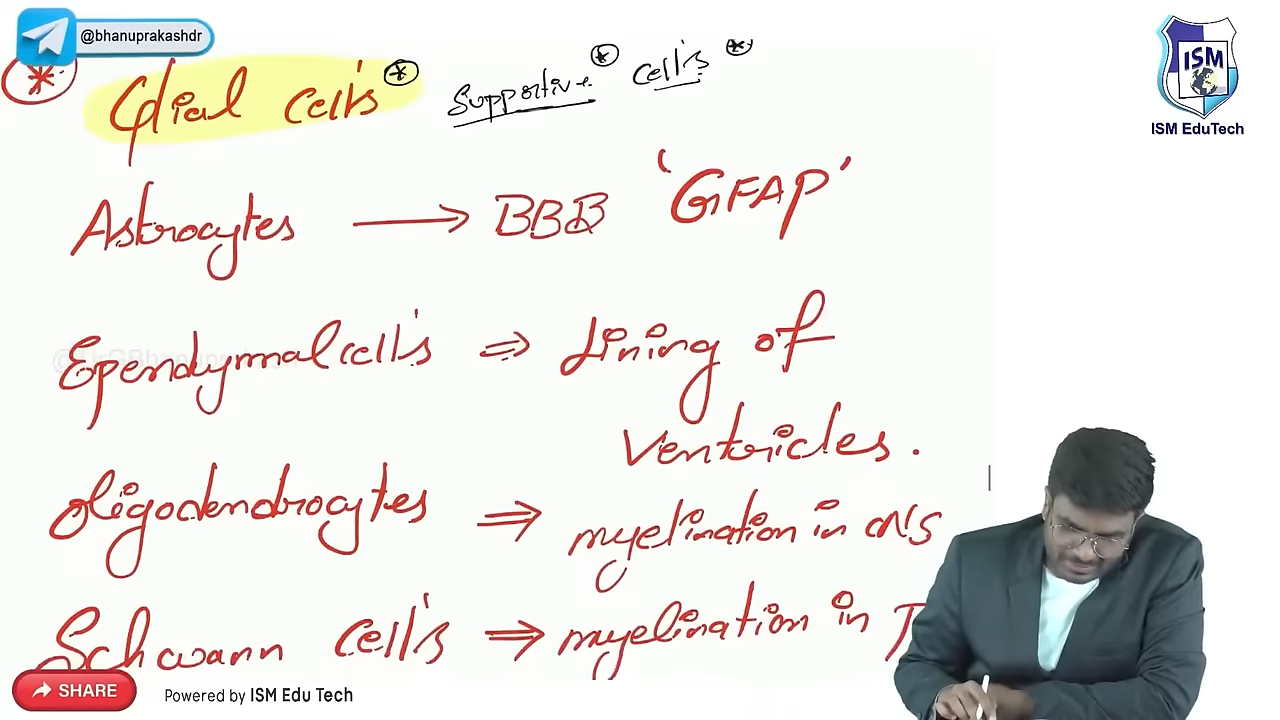 @bhanuprakashdr
Glial cells * Supportive * cells *
*
ISM
ISM EduTech
Astrocytes → BBB 'GFAP'
Ependymal cells ⇒ Lining of
ventricles.
Oligodendrocytes ⇒ myelination in CNS
Schwann cells ⇒ myelination in
SHARE
Powered by ISM Edu Tech